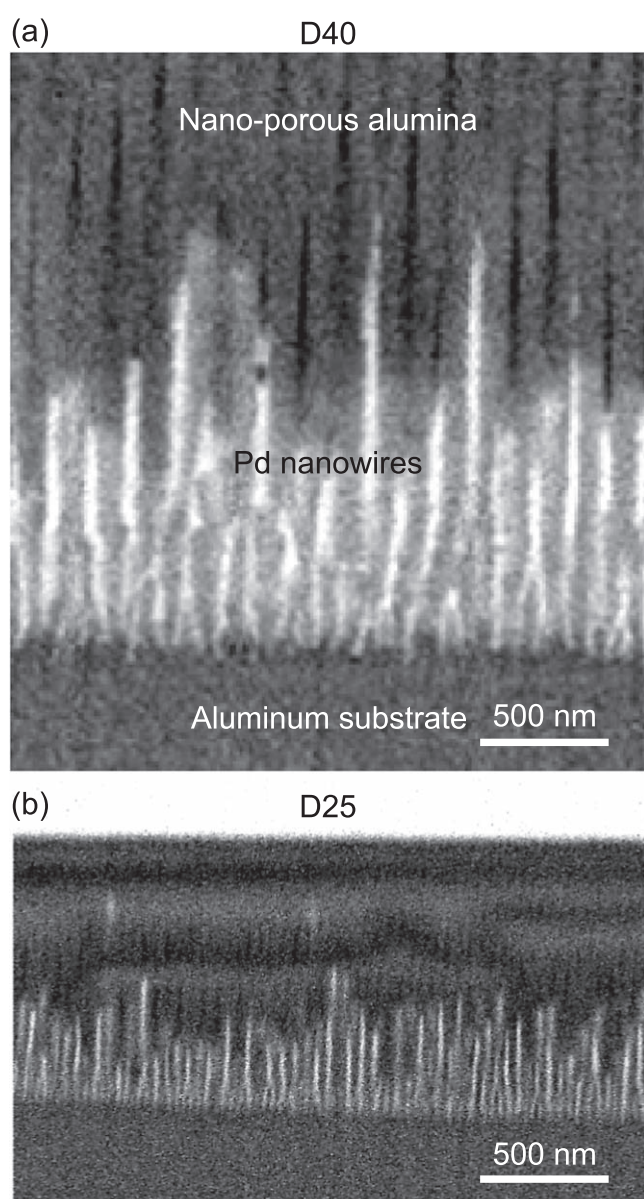 (a) D40
Nano-porous alumina
Pd nanowires
Aluminum substrate 500 nm
(b) D25
500 nm